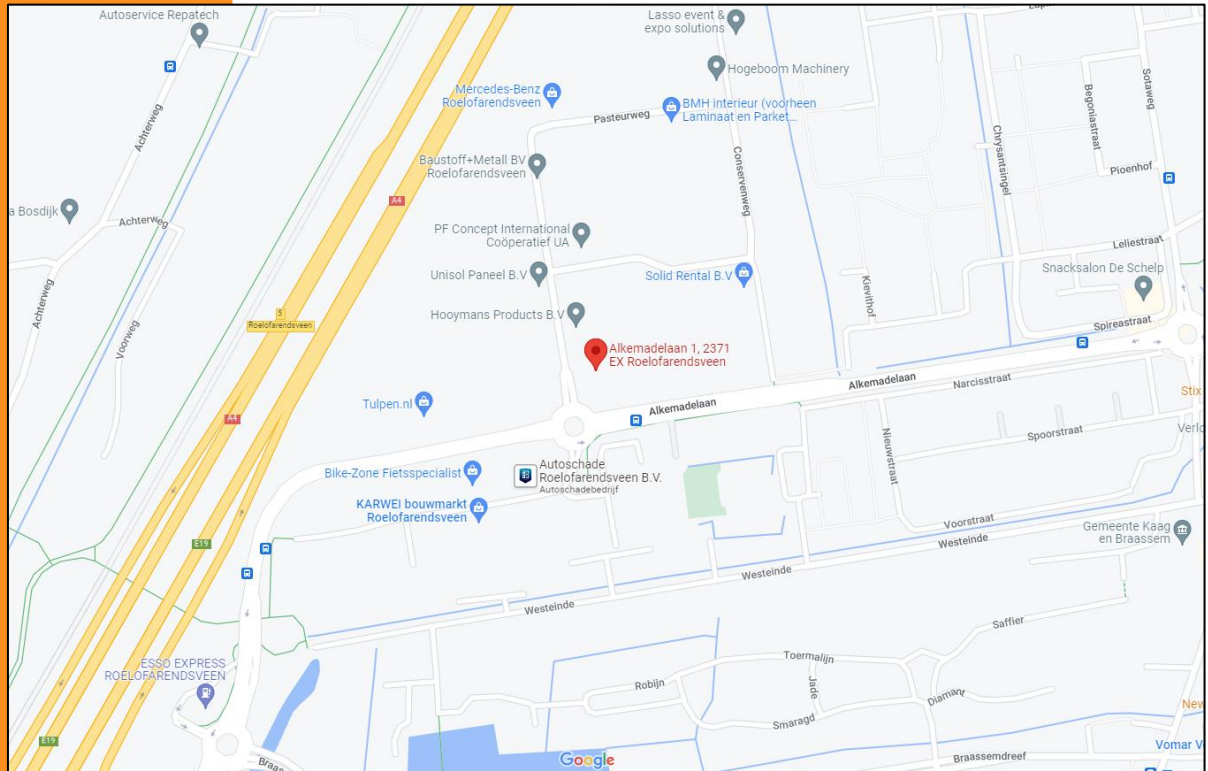 Autoservice Repatech
Lasso event &
expo solutions
Hogeboom Machinery
Mercedes-Benz
Roelofarendsveen
BMH interieur (voorheen
Laminaat en Parket...
Pasteurweg
Achterweg
Conservenweg
Chrysantsingel
Begoniastraat
Sotaweg
Baustoff+Metall BV
Roelofarendsveen
Pioenhof
A4
a Bosdijk
Achterweg
PF Concept International
Coöperatief UA
Leliestraat
Unisol Paneel B.V
Solid Rental B.V
Kievithof
Snacksalon De Schelp
Achterweg
Voorweg
5
Roelofarendsveen
Hooymans Products B.V
Spireastraat
Alkemadelaan 1, 2371
EX Roelofarendsveen
Alkemadelaan
Narcisstraat
Stix
Tulpen.nl
A4
Alkemadelaan
Nieuwstraat
Spoorstraat
Verlo
Bike-Zone Fietsspecialist
Autoschade
Roelofarendsveen B.V.
Autoschadebedrijf
KARWEI bouwmarkt
Roelofarendsveen
Voorstraat
Gemeente Kaag
en Braassem
E19
Westeinde
Westeinde
Westeinde
Saffier
ESSO EXPRESS
ROELOFARENDSVEEN
Toermalijn
Robijn
Jade
Diamant
Smaragd
New
E19
Google
Braas
Braassemdreef
Vomar V